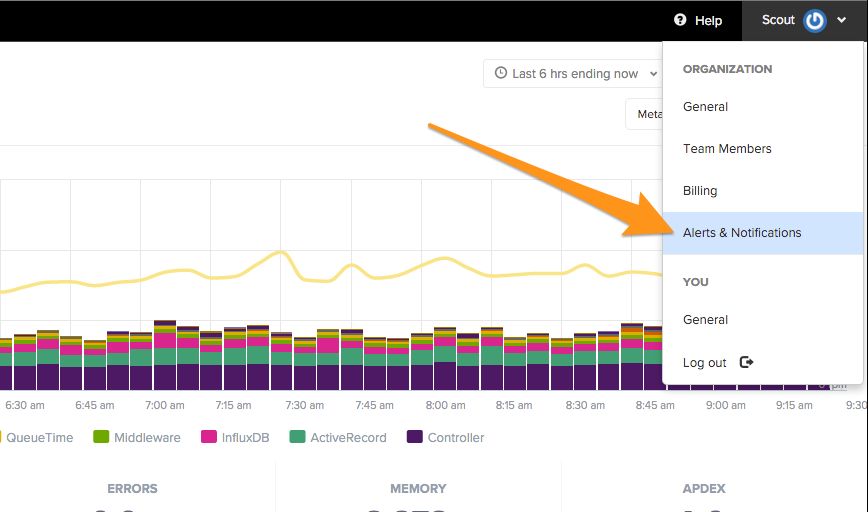 Help
Scout
ORGANIZATION
Last 6 hrs ending now
General
Team Members
Billing
Alerts & Notifications
YOU
General
Log out
6:30 am 6:45 am 7:00 am 7:15 am 7:30 am 7:45 am 8:00 am 8:15 am 8:30 am 8:45 am 9:00 am 9:15 am 9:30
QueueTime Middleware InfluxDB ActiveRecord Controller
ERRORS MEMORY APDEX